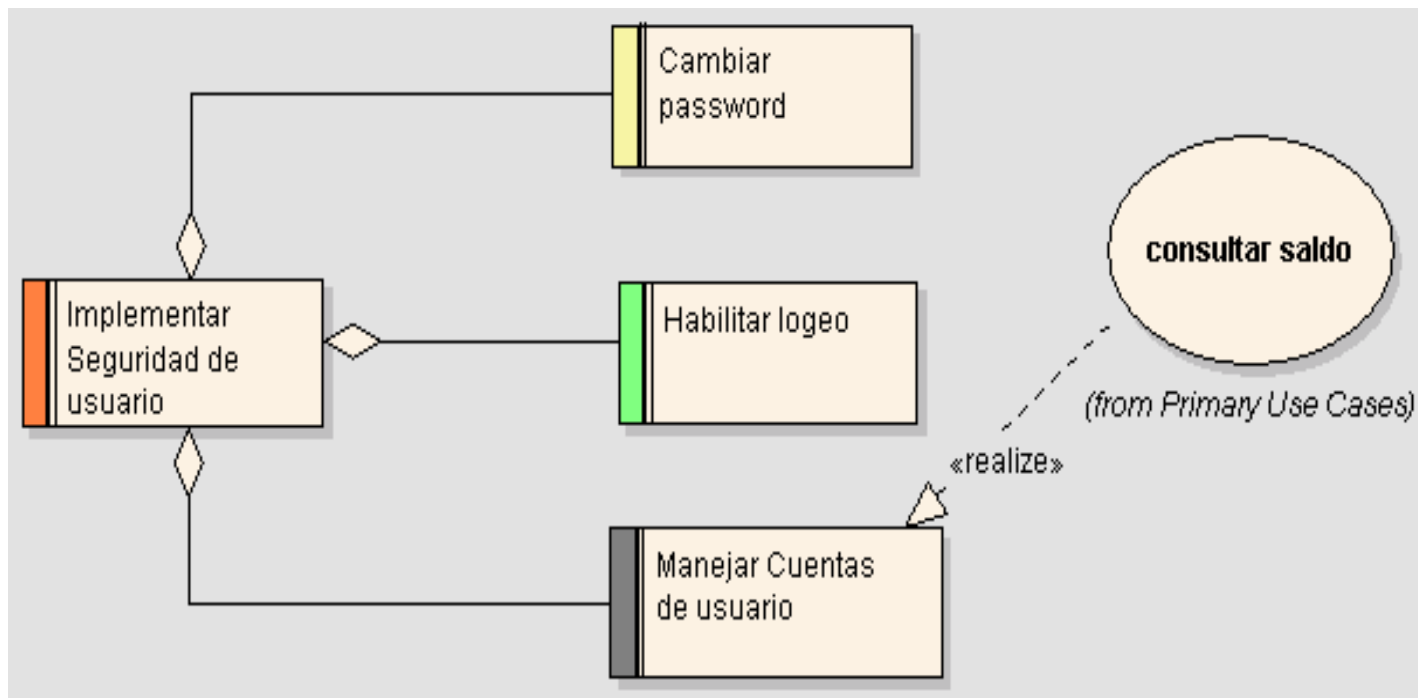 Cambiar
password
Implementar
Seguridad de
usuario
Habilitar logeo
consultar saldo
(from Primary Use Cases)
«realize»
Manejar Cuentas
de usuario